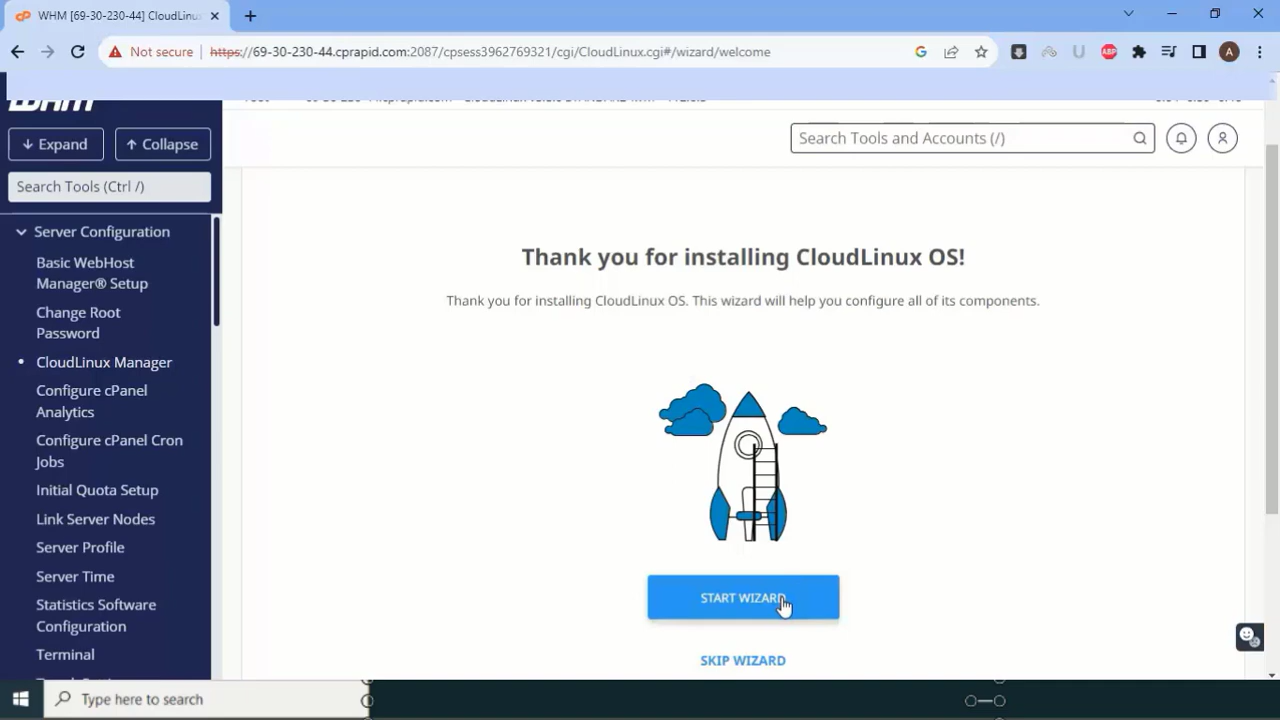 WHM [69-30-230-44] CloudLinux
Not secure https://69-30-230-44.cprapid.com:2087/cpsess3962769321/cgi/CloudLinux.cgi#/wizard/welcome
A
ABP
WHM
Expand
Collapse
Search Tools and Accounts (/)
Search Tools (Ctrl /)
Server Configuration
Basic WebHost
Manager® Setup
Change Root
Password
CloudLinux Manager
Configure cPanel
Analytics
Configure cPanel Cron
Jobs
Initial Quota Setup
Link Server Nodes
Server Profile
Server Time
Statistics Software
Configuration
Terminal
Thank you for installing CloudLinux OS!
Thank you for installing CloudLinux OS. This wizard will help you configure all of its components.
START WIZARD
SKIP WIZARD
Type here to search